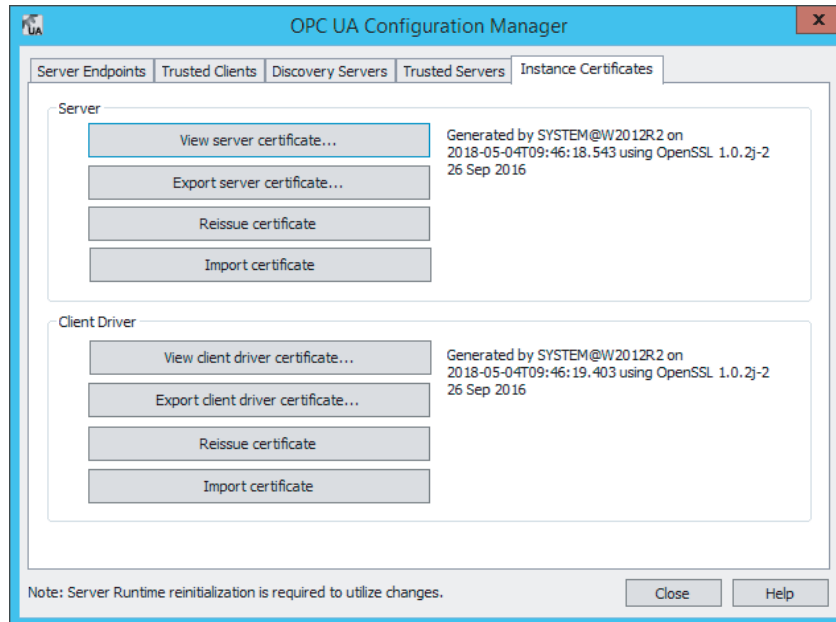 UA
OPC UA Configuration Manager
x
Server Endpoints
Trusted Clients
Discovery Servers
Trusted Servers
Instance Certificates
Server
View server certificate...
Generated by SYSTEM@W2012R2 on
2018-05-04T09:46:18.543 using OpenSSL 1.0.2j-2
26 Sep 2016
Export server certificate...
Reissue certificate
Import certificate
Client Driver
View client driver certificate...
Generated by SYSTEM@W2012R2 on
2018-05-04T09:46:19.403 using OpenSSL 1.0.2j-2
26 Sep 2016
Export client driver certificate...
Reissue certificate
Import certificate
Note: Server Runtime reinitialization is required to utilize changes.
Close
Help